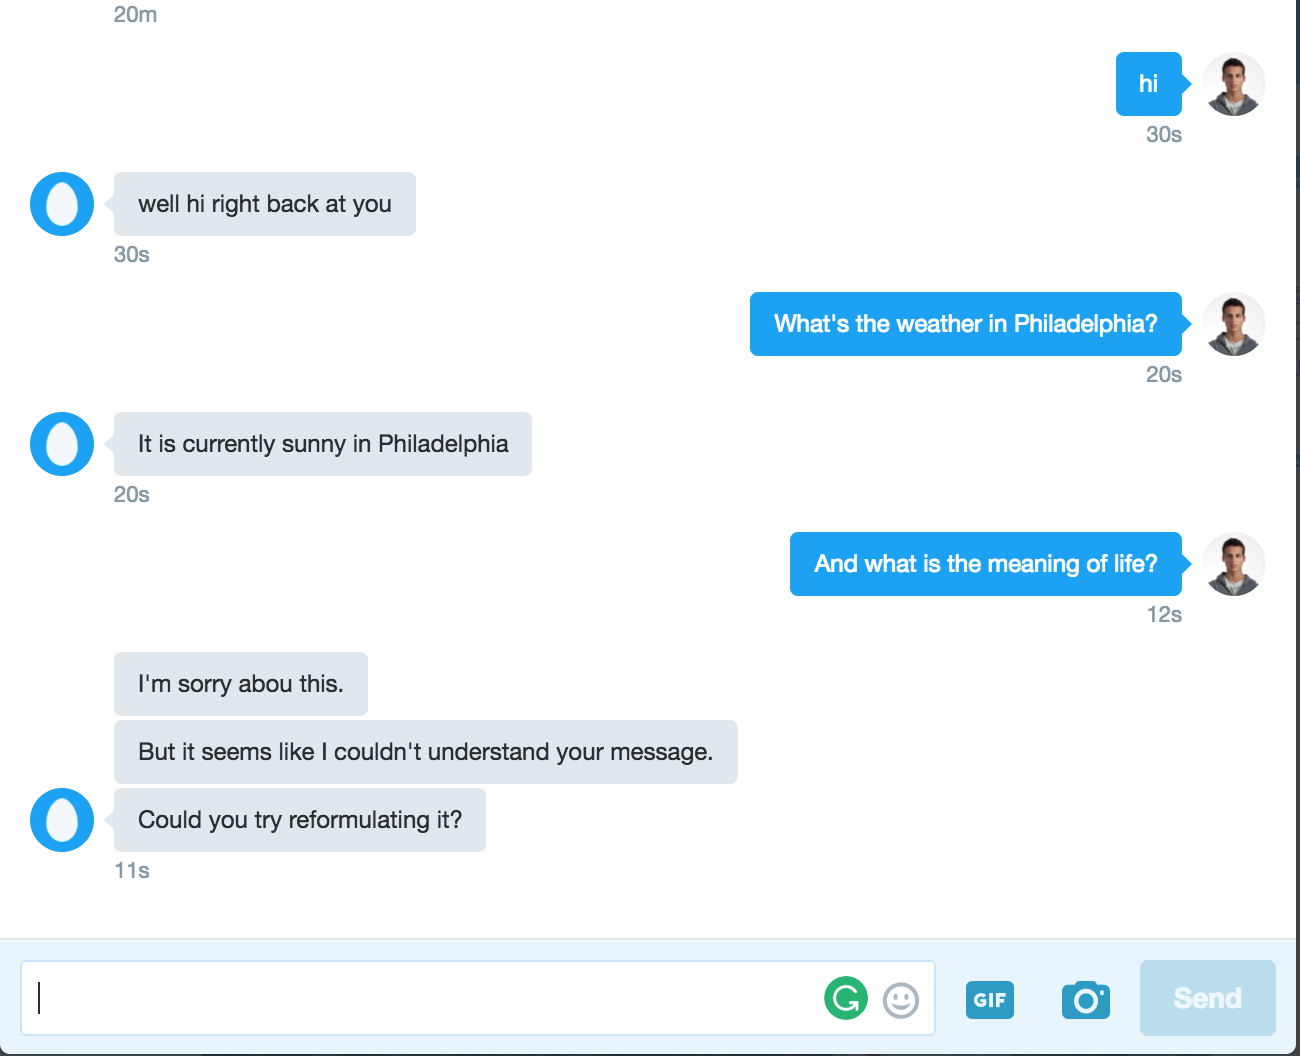 20m
hi
30s
well hi right back at you
30s
What's the weather in Philadelphia?
20s
It is currently sunny in Philadelphia
20s
And what is the meaning of life?
12s
I'm sorry abou this.
But it seems like I couldn't understand your message.
Could you try reformulating it?
11s
GIF
Send